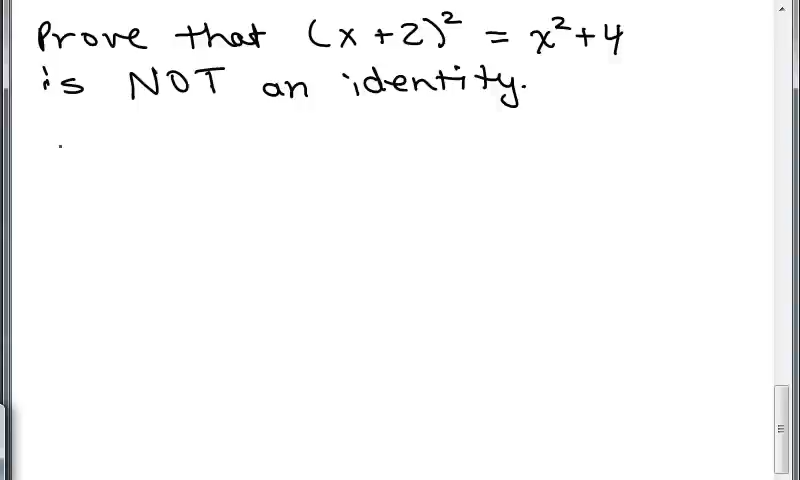 Prove that (x + 2)² = x² + 4
is NOT an identity.